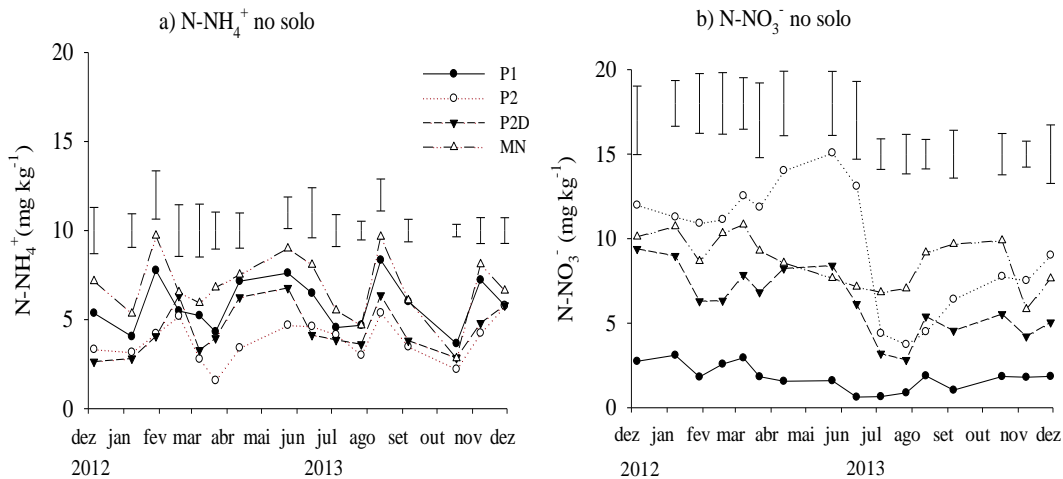 a) N-NH4+ no solo
N-NH4+ (mg kg-1)
20
15
10
5
0
P1
P2
P2D
MN
dez jan fev mar abr mai jun jul ago set out nov dez
2012 2013
b) N-NO3- no solo
N-NO3- (mg kg-1)
20
15
10
5
0
dez jan fev mar abr mai jun jul ago set out nov dez
2012 2013